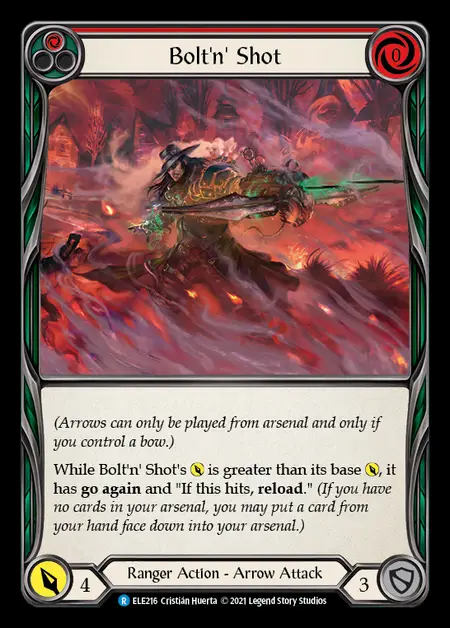 Bolt'n' Shot
0
(Arrows can only be played from arsenal and only if
you control a bow.)
While Bolt'n' Shot's is greater than its base , it
has go again and "If this hits, reload." (If you have
no cards in your arsenal, you may put a card from
your hand face down into your arsenal.)
4
Ranger Action - Arrow Attack
3
R ELE216 Cristián Huerta © 2021 Legend Story Studios